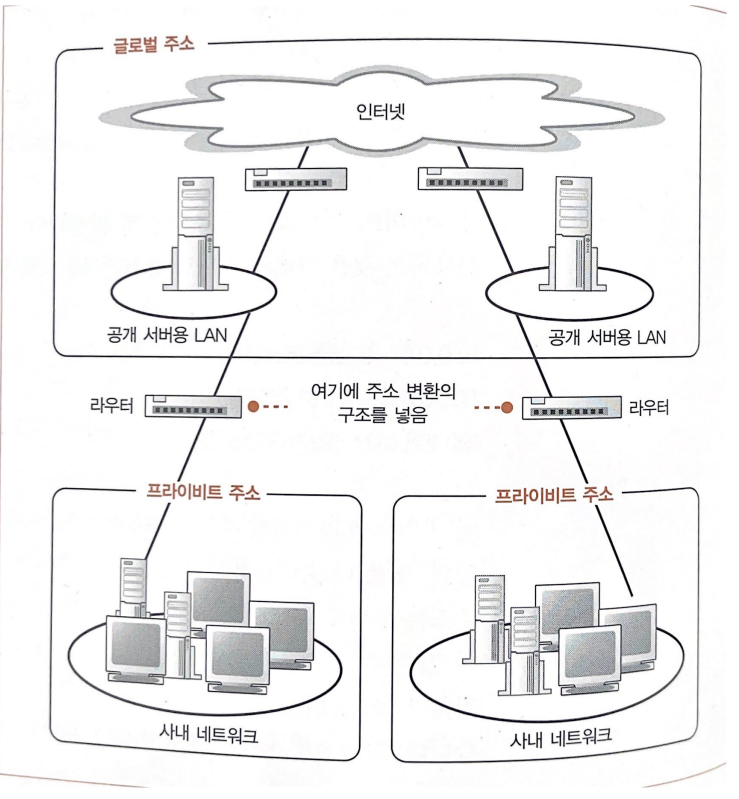 글로벌 주소
인터넷
공개 서버용 LAN
공개 서버용 LAN
라우터
여기에 주소 변환의
구조를 넣음
라우터
프라이비트 주소
프라이비트 주소
사내 네트워크
사내 네트워크